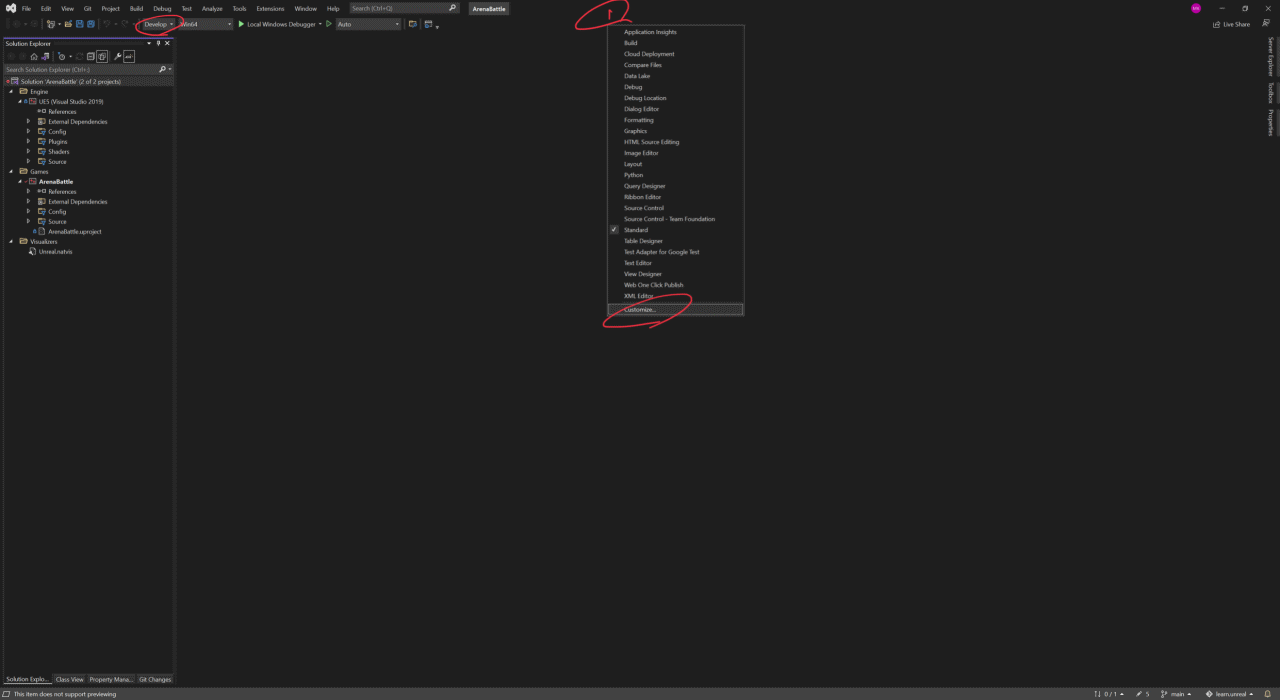 File Edit View Git Project Build Debug Test Analyze Tools Extensions Window Help Search (Ctrl+Q) ArenaBattle
Develop Win64 Local Windows Debugger Auto Live Share
Solution Explorer
Search Solution Explorer (Ctrl+;)
Solution 'ArenaBattle' (2 of 2 projects)
Engine
UE5 (Visual Studio 2019)
References
External Dependencies
Config
Plugins
Shaders
Source
Games
ArenaBattle
References
External Dependencies
Config
Source
ArenaBattle.uproject
Visualizers
Unreal.natvis
Application Insights
Build
Cloud Deployment
Compare Files
Data Lake
Debug
Debug Location
Dialog Editor
Formatting
Graphics
HTML Source Editing
Image Editor
Layout
Python
Query Designer
Ribbon Editor
Source Control
Source Control - Team Foundation
Standard
Table Designer
Test Adapter for Google Test
Text Editor
View Designer
Web One Click Publish
XML Editor
Customize...
Server Explorer
Toolbox
Properties
Solution Explo... Class View Property Mana... Git Changes
This item does not support previewing 0 / 1 5 main learn.unreal